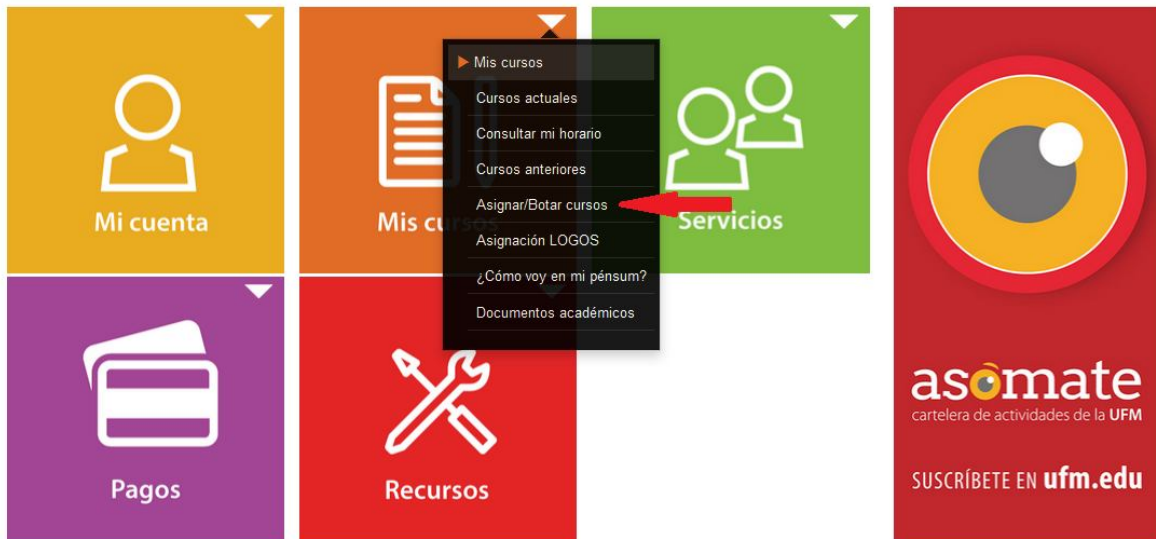 Mi cuenta
Mis cursos
Mis cursos
Cursos actuales
Consultar mi horario
Cursos anteriores
Asignar/Botar cursos
Asignación LOGOS
¿Cómo voy en mi pénsum?
Documentos académicos
Servicios
Pagos
Recursos
asómate
cartelera de actividades de la UFM
SUSCRÍBETE EN ufm.edu